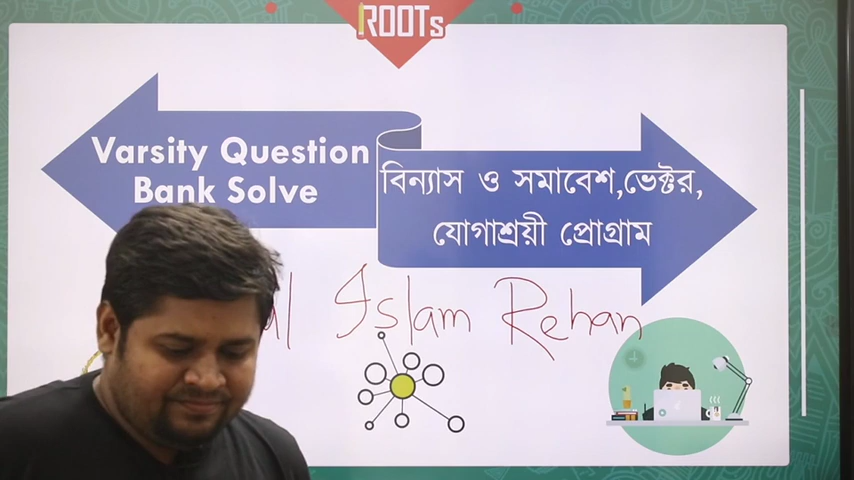 ROOTs
Varsity Question
Bank Solve
বিন্যাস ও সমাবেশ,ভেক্টর,
যোগাশ্রয়ী প্রোগ্রাম
Islam Rehan